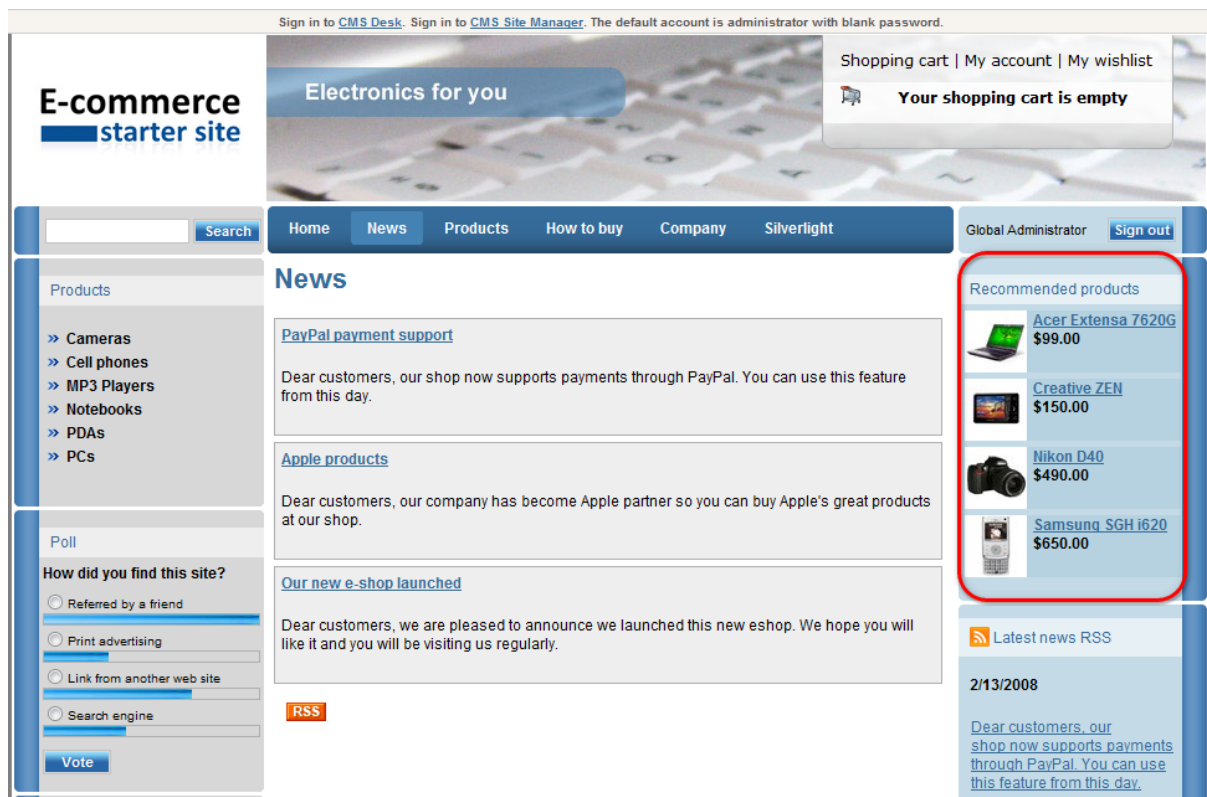 Sign in to CMS Desk. Sign in to CMS Site Manager. The default account is administrator with blank password.
E-commerce
starter site
Electronics for you
Shopping cart | My account | My wishlist
Your shopping cart is empty
Search
Home News Products How to buy Company Silverlight
Global Administrator Sign out
Products
» Cameras
» Cell phones
» MP3 Players
» Notebooks
» PDAs
» PCs
Poll
How did you find this site?
Referred by a friend
Print advertising
Link from another web site
Search engine
Vote
News
PayPal payment support
Dear customers, our shop now supports payments through PayPal. You can use this feature
from this day.
Apple products
Dear customers, our company has become Apple partner so you can buy Apple's great products
at our shop.
Our new e-shop launched
Dear customers, we are pleased to announce we launched this new eshop. We hope you will
like it and you will be visiting us regularly.
RSS
Recommended products
Acer Extensa 7620G
$99.00
Creative ZEN
$150.00
Nikon D40
$490.00
Samsung SGH i620
$650.00
Latest news RSS
2/13/2008
Dear customers, our
shop now supports payments
through PayPal. You can use
this feature from this day.